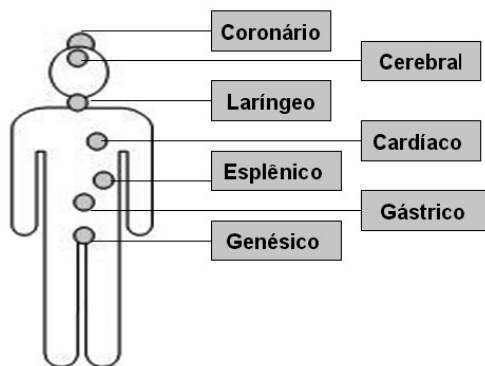 Coronário
Cerebral
Laríngeo
Cardíaco
Esplênico
Gástrico
Genésico